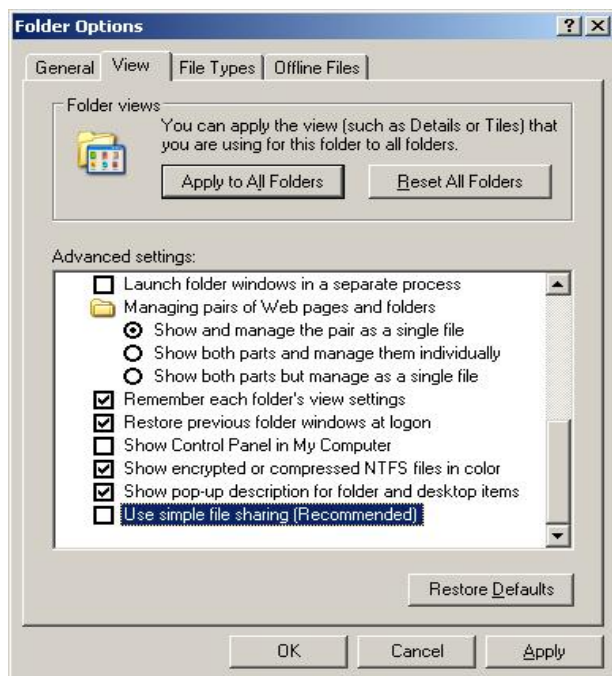 Folder Options
General View File Types Offline Files
Folder views
You can apply the view (such as Details or Tiles) that
you are using for this folder to all folders.
Apply to All Folders Reset All Folders
Advanced settings:
Launch folder windows in a separate process
Managing pairs of Web pages and folders
Show and manage the pair as a single file
Show both parts and manage them individually
Show both parts but manage as a single file
Remember each folder's view settings
Restore previous folder windows at logon
Show Control Panel in My Computer
Show encrypted or compressed NTFS files in color
Show pop-up description for folder and desktop items
Use simple file sharing (Recommended)
Restore Defaults
OK Cancel Apply